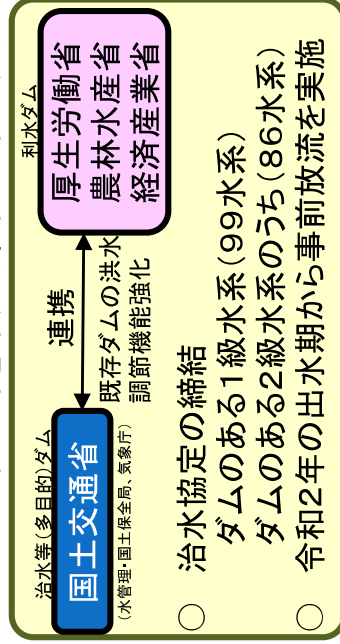 治水等(多目的)ダム
国土交通省
(水管理・国土保全局、気象庁)
連携
既存ダムの洪水
調節機能強化
利水ダム
厚生労働省
農林水産省
経済産業省
○ 治水協定の締結
ダムのある1級水系(99水系)
ダムのある2級水系のうち(86水系)
○ 令和2年の出水期から事前放流を実施